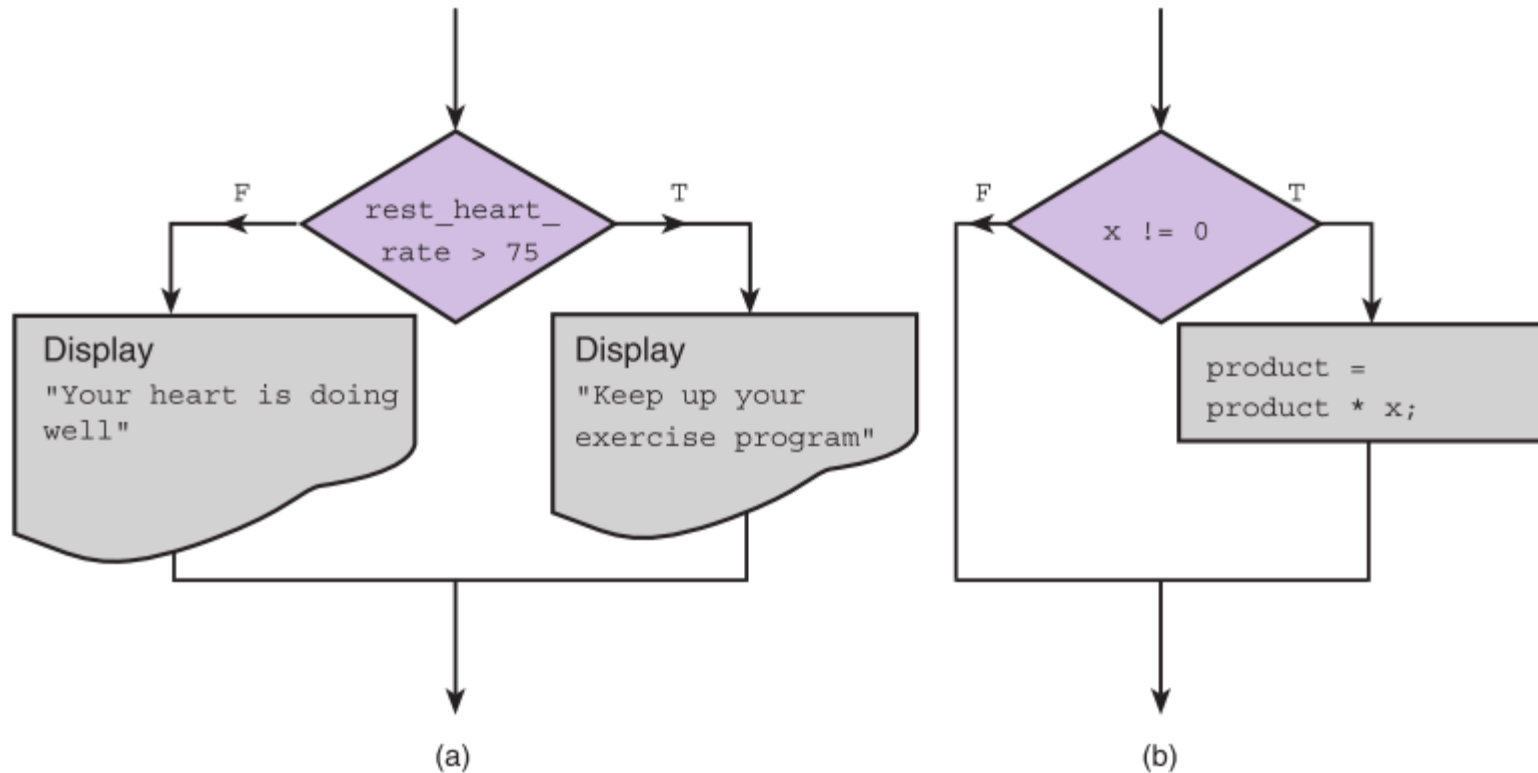 F
T
rest_heart_
rate > 75
Display
"Your heart is doing
well"
Display
"Keep up your
exercise program"
(a)
F
T
x != 0
product =
product * x;
(b)